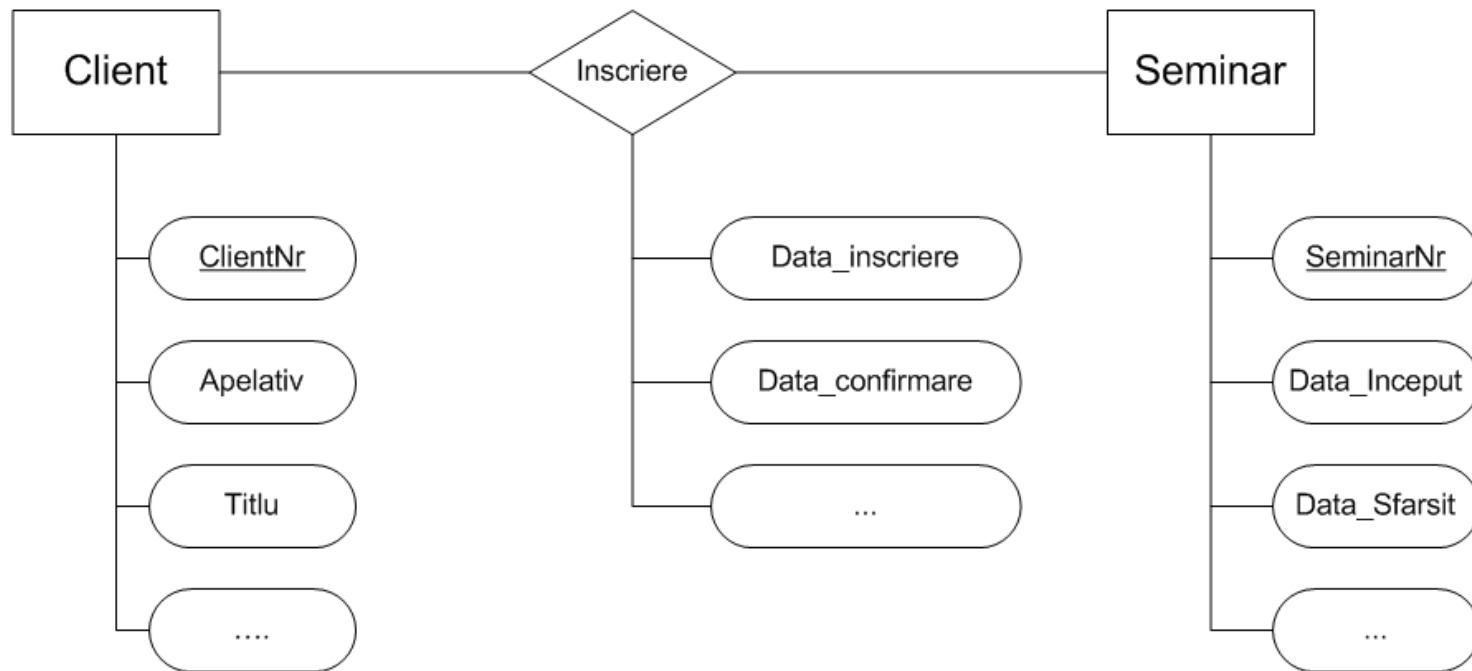 Client
Inscriere
Seminar
ClientNr
Data_inscriere
SeminarNr
Apelativ
Data_confirmare
Data_Inceput
Titlu
...
Data_Sfarsit
....
...